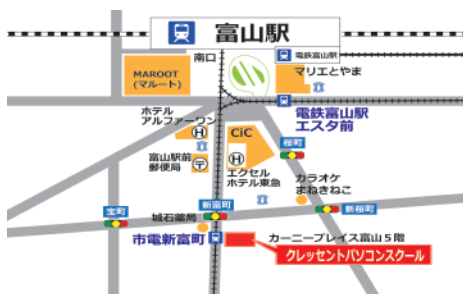 富山駅
南口
電鉄富山駅
MAROOT
(マルート)
マリエとやま
ホテル
アルファーワン
電鉄富山駅
エスタ前
H
CiC
桜町
富山駅前
郵便局
〒
H
エクセル
ホテル東急
カラオケ
まねきねこ
宝町
城石薬局
新富町
新桜町
市電新富町
カーニープレイス富山5階
クレッセントパソコンスクール